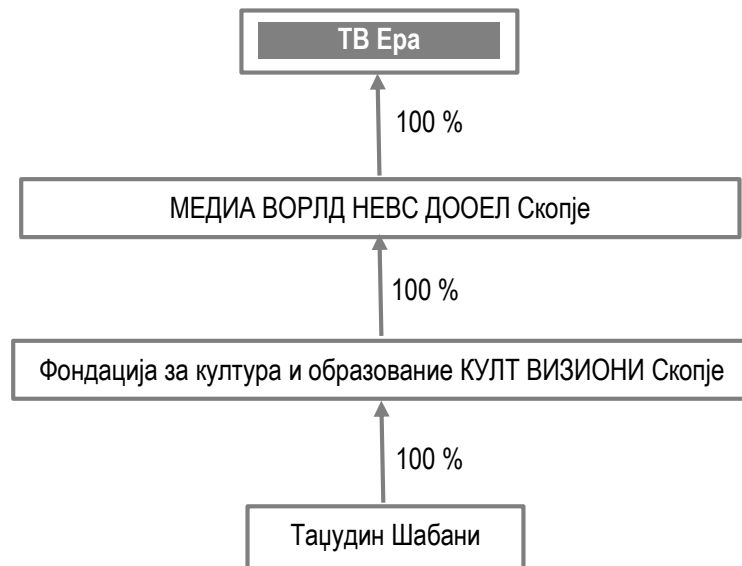 ТВ Ера
100 %
МЕДИА ВОРЛД НЕВС ДООЕЛ Скопје
100 %
Фондација за култура и образование КУЛТ ВИЗИОНИ Скопје
100 %
Таџудин Шабани